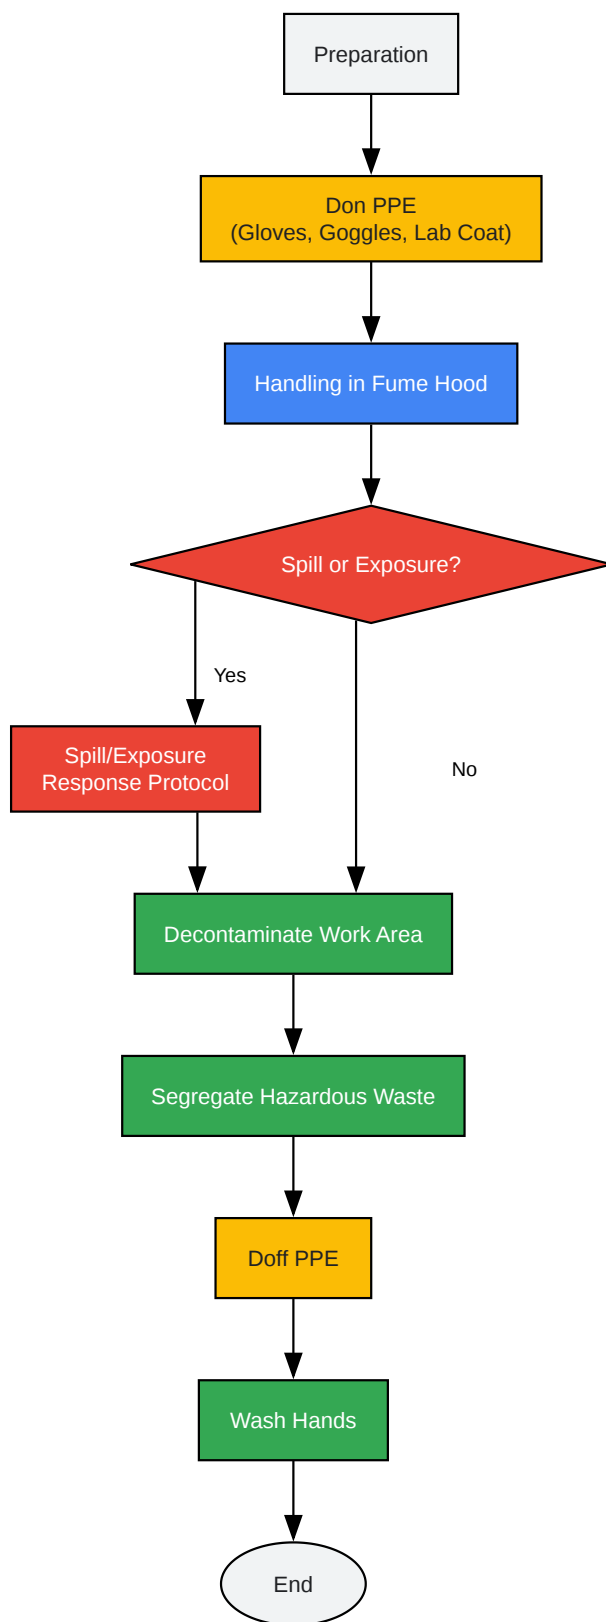 Preparation
Don PPE
(Gloves, Goggles, Lab Coat)
Handling in Fume Hood
Spill or Exposure?
Yes
Spill/Exposure
Response Protocol
No
Decontaminate Work Area
Segregate Hazardous Waste
Doff PPE
Wash Hands
End